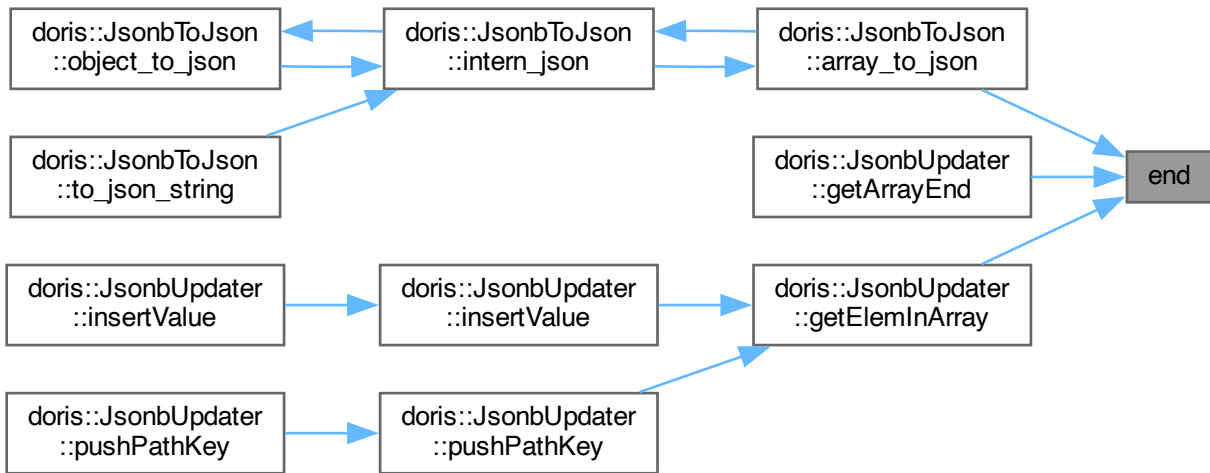 doris::JsonbToJson
::object_to_json
doris::JsonbToJson
::intern_json
doris::JsonbToJson
::array_to_json
doris::JsonbToJson
::to_json_string
doris::JsonbUpdater
::getArrayEnd
end
doris::JsonbUpdater
::insertValue
doris::JsonbUpdater
::insertValue
doris::JsonbUpdater
::getElemInArray
doris::JsonbUpdater
::pushPathKey
doris::JsonbUpdater
::pushPathKey